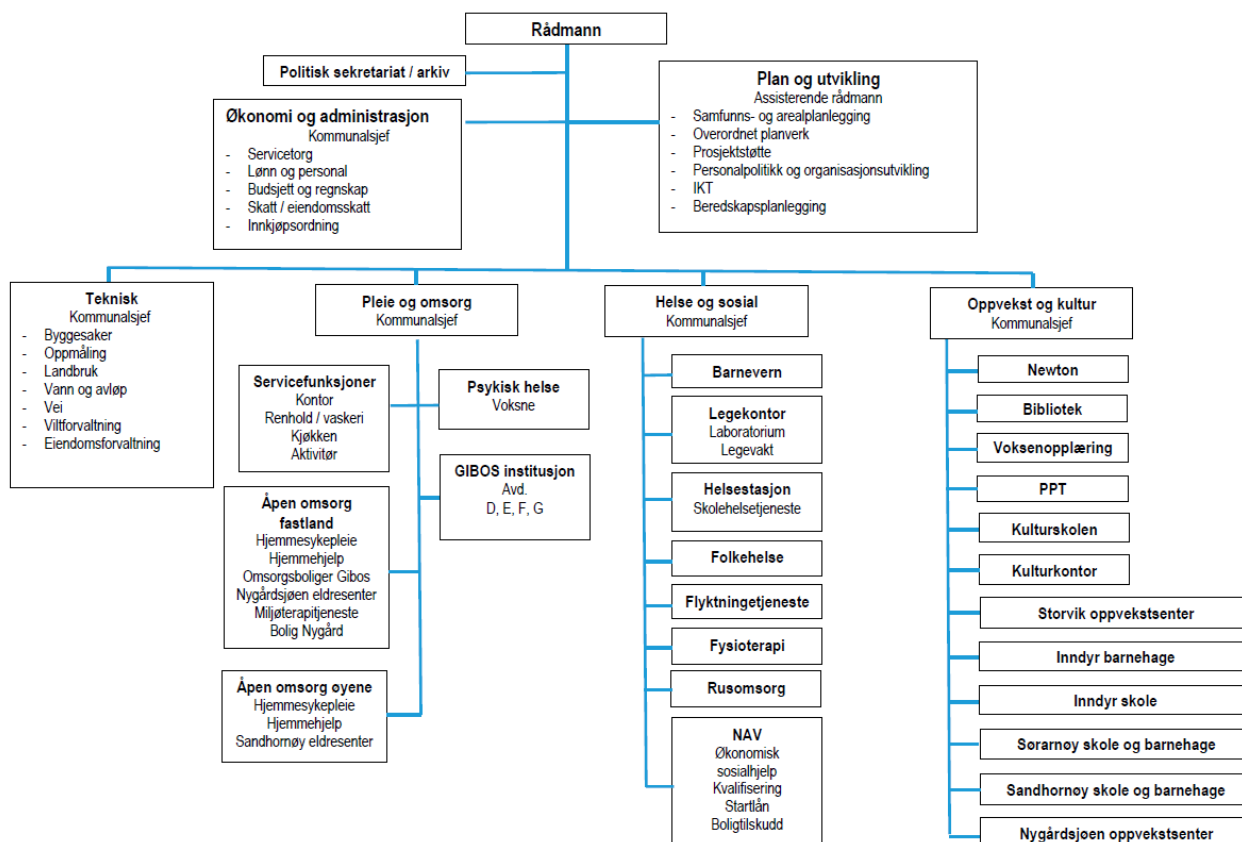 Rådmann
Politisk sekretariat / arkiv
Plan og utvikling
Assisterende rådmann
- Samfunns- og arealplanlegging
- Overordnet planverk
- Prosjektstøtte
- Personalpolitikk og organisasjonsutvikling
- IKT
- Beredskapsplanlegging
Økonomi og administrasjon
Kommunalsjef
- Servicetorg
- Lønn og personal
- Budsjett og regnskap
- Skatt / eiendomsskatt
- Innkjøpsordning
Teknisk
Kommunalsjef
- Byggesaker
- Oppmåling
- Landbruk
- Vann og avløp
- Vei
- Viltforvaltning
- Eiendomsforvaltning
Pleie og omsorg
Kommunalsjef
Servicefunksjoner
Kontor
Renhold / vaskeri
Kjøkken
Aktivitør
Psykisk helse
Voksne
GIBOS institusjon
Avd.
D, E, F, G
Åpen omsorg
fastland
Hjemmesykepleie
Hjemmehjelp
Omsorgsboliger Gibos
Nygårdsjøen eldresenter
Miljøterapitjeneste
Bolig Nygård
Åpen omsorg øyene
Hjemmesykepleie
Hjemmehjelp
Sandhornøy eldresenter
Helse og sosial
Kommunalsjef
Barnevern
Legekontor
Laboratorium
Legevakt
Helsestasjon
Skolehelsetjeneste
Folkehelse
Flyktningetjeneste
Fysioterapi
Rusomsorg
NAV
Økonomisk
sosialhjelp
Kvalifisering
Startlån
Boligtilskudd
Oppvekst og kultur
Kommunalsjef
Newton
Bibliotek
Voksenopplæring
PPT
Kulturskolen
Kulturkontor
Storvik oppvekstsenter
Inndyr barnehage
Inndyr skole
Sørarnøy skole og barnehage
Sandhornøy skole og barnehage
Nygårdsjøen oppvekstsenter